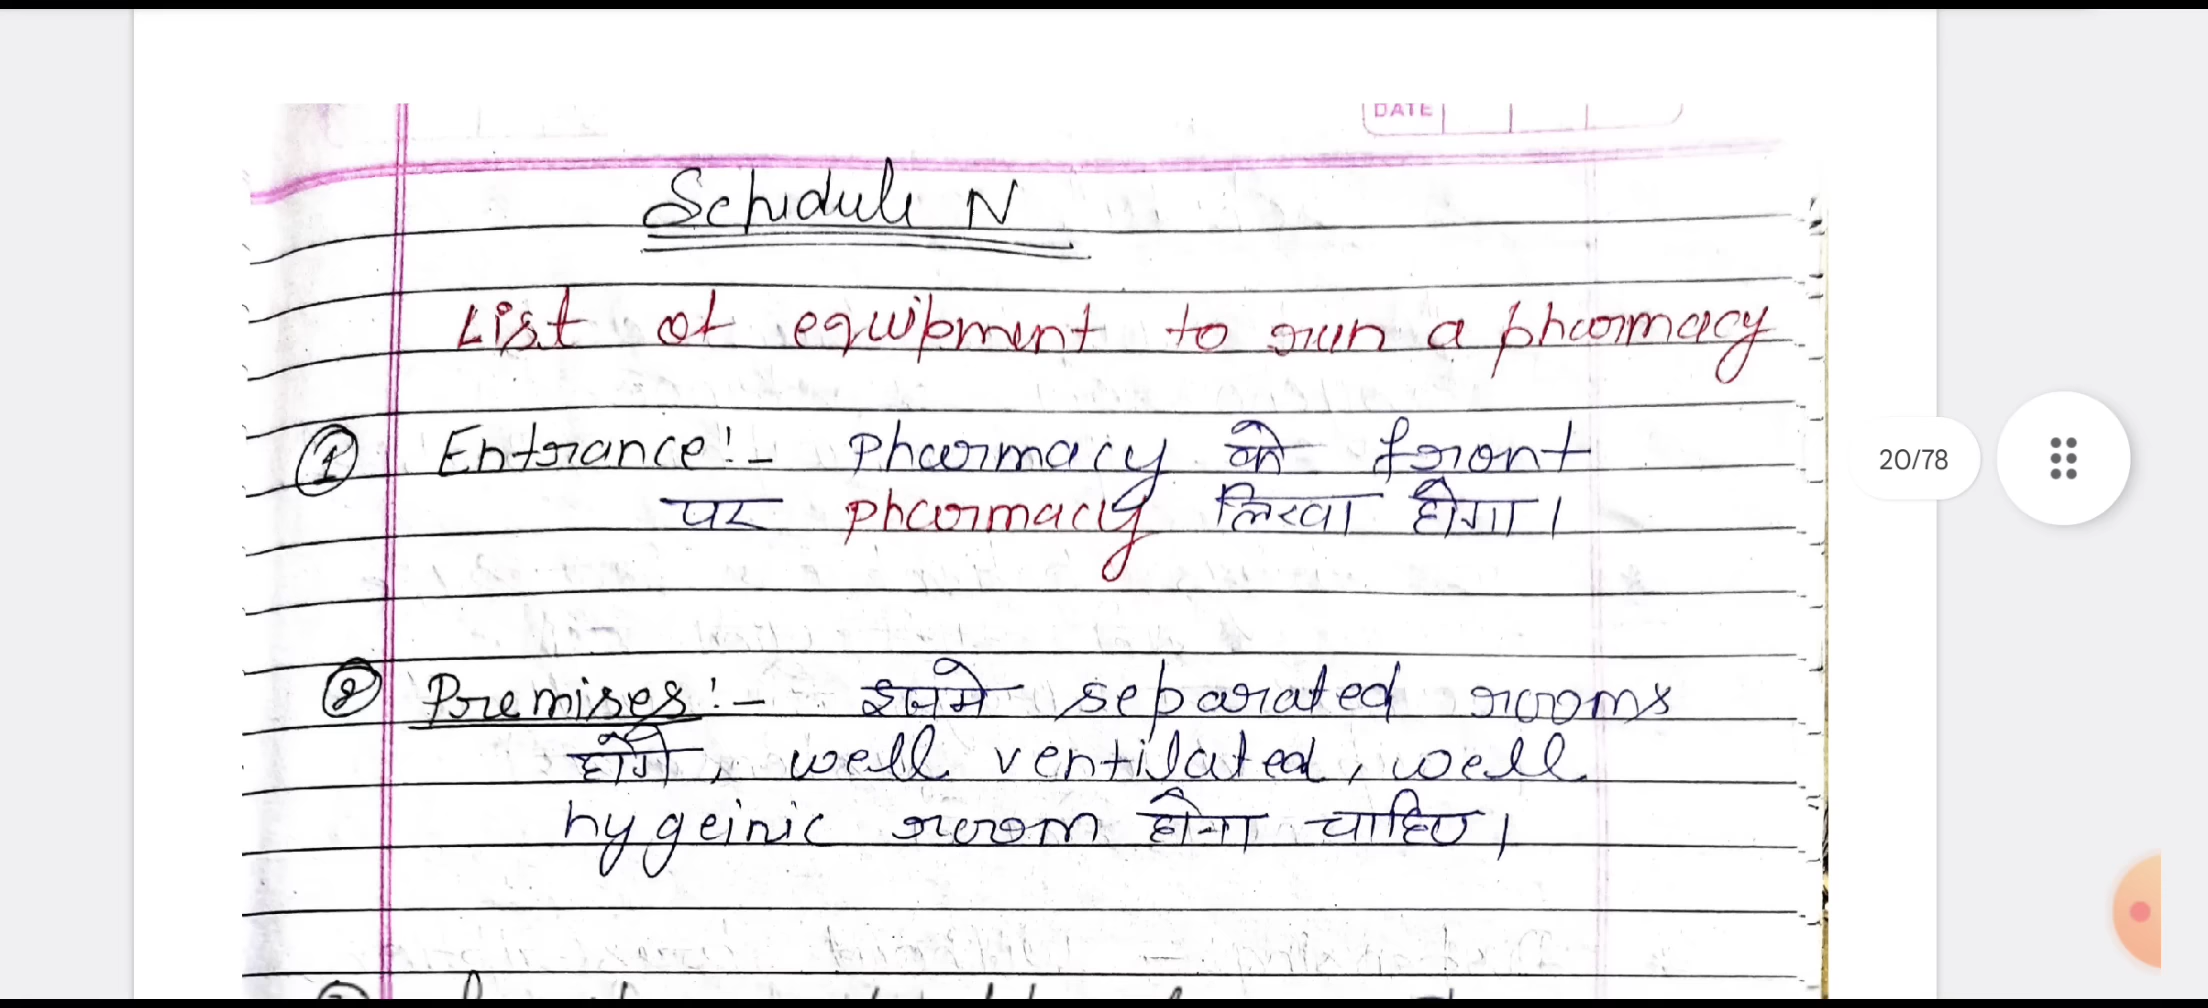 DATE
Schedule N
List of equipment to run a pharmacy
① Entrance:- Pharmacy के front
पर pharmacy लिखा होगा।
20/78
② Premises:- इसमे separated rooms
होंगे, well ventilated, well
hygeinic room होना चाहिए।